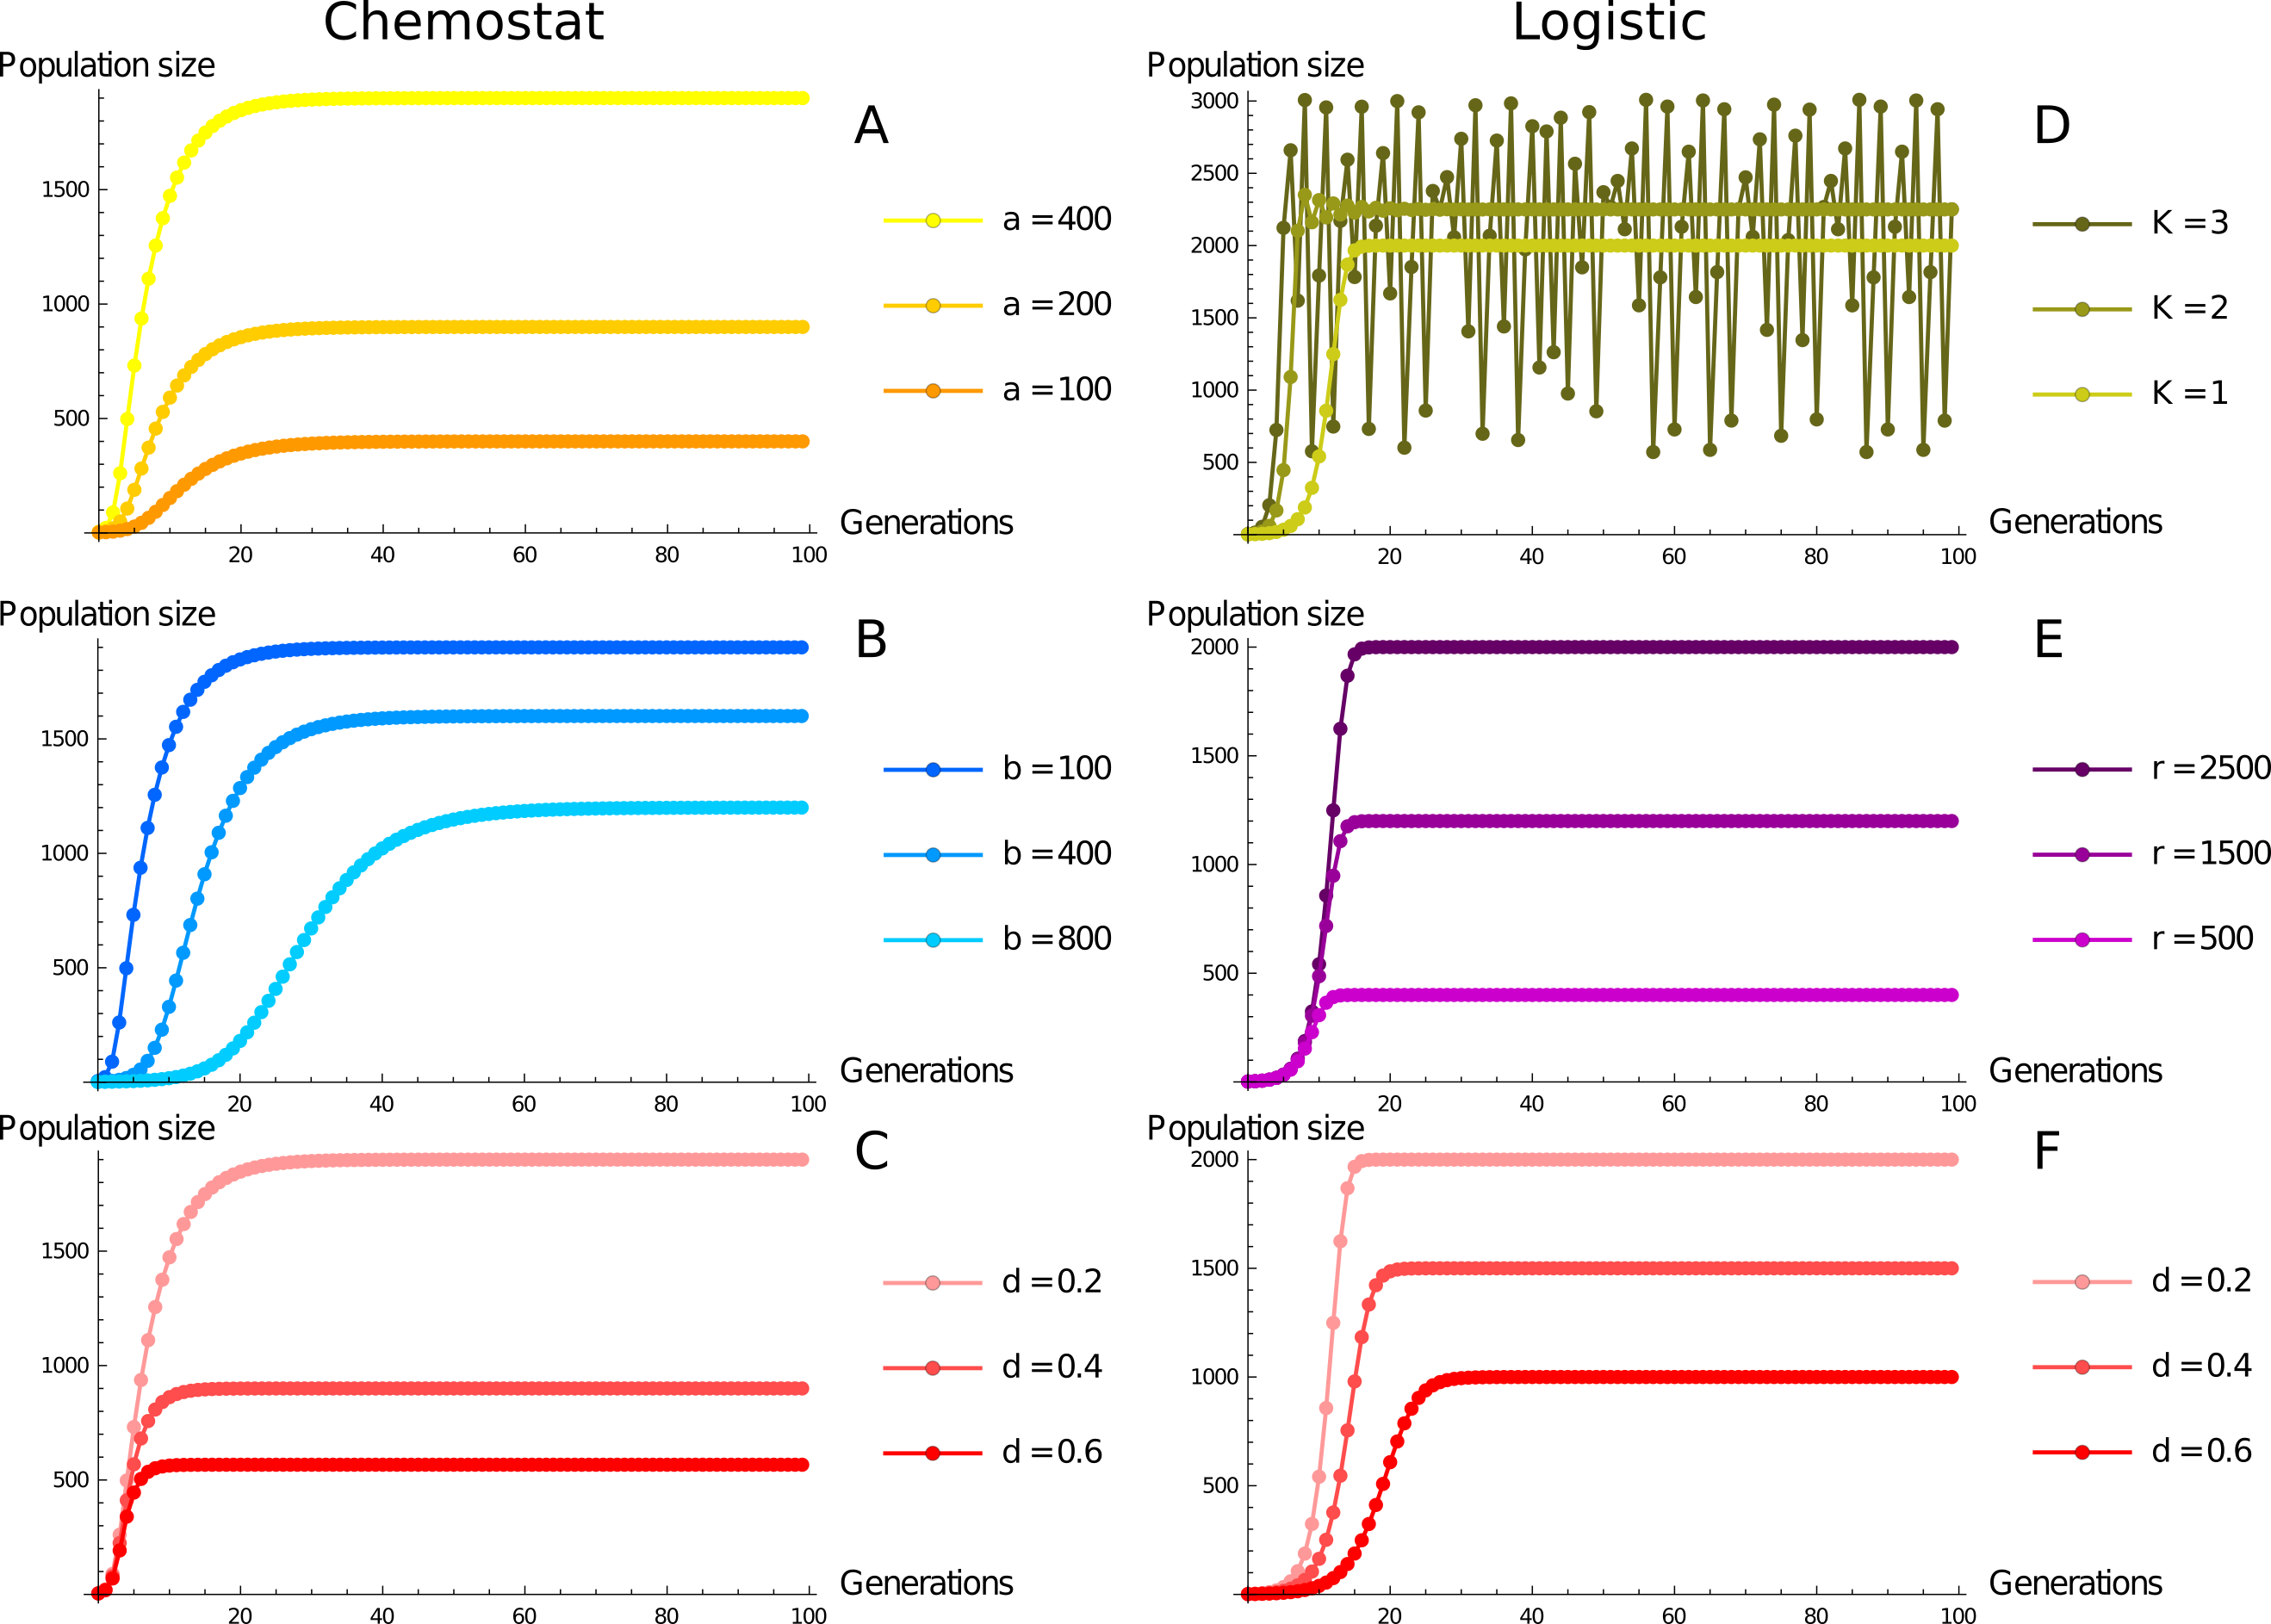 Chemostat
Population size
A
1500
1000
500
a = 400
a = 200
a = 100
Generations
20 40 60 80 100
Population size
B
1500
1000
500
b = 100
b = 400
b = 800
Generations
20 40 60 80 100
Population size
C
1500
1000
500
d = 0.2
d = 0.4
d = 0.6
Generations
20 40 60 80 100
Logistic
Population size
D
3000
2500
2000
1500
1000
500
K = 3
K = 2
K = 1
Generations
20 40 60 80 100
Population size
E
2000
1500
1000
500
r = 2500
r = 1500
r = 500
Generations
20 40 60 80 100
Population size
F
2000
1500
1000
500
d = 0.2
d = 0.4
d = 0.6
Generations
20 40 60 80 100